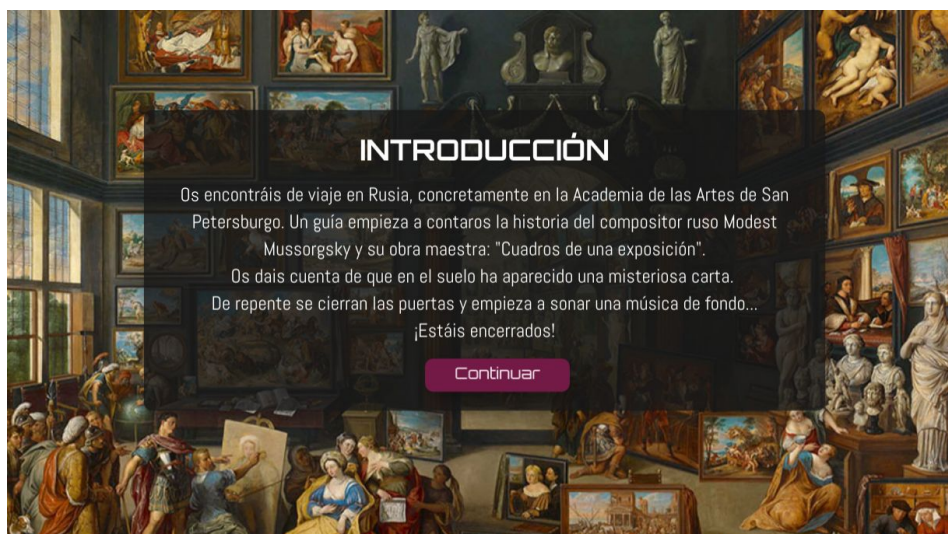 INTRODUCCIÓN
Os encontráis de viaje en Rusia, concretamente en la Academia de las Artes de San
Petersburgo. Un guía empieza a contaros la historia del compositor ruso Modest
Mussorgsky y su obra maestra: "Cuadros de una exposición".
Os dais cuenta de que en el suelo ha aparecido una misteriosa carta.
De repente se cierran las puertas y empieza a sonar una música de fondo...
¡Estáis encerrados!
Continuar